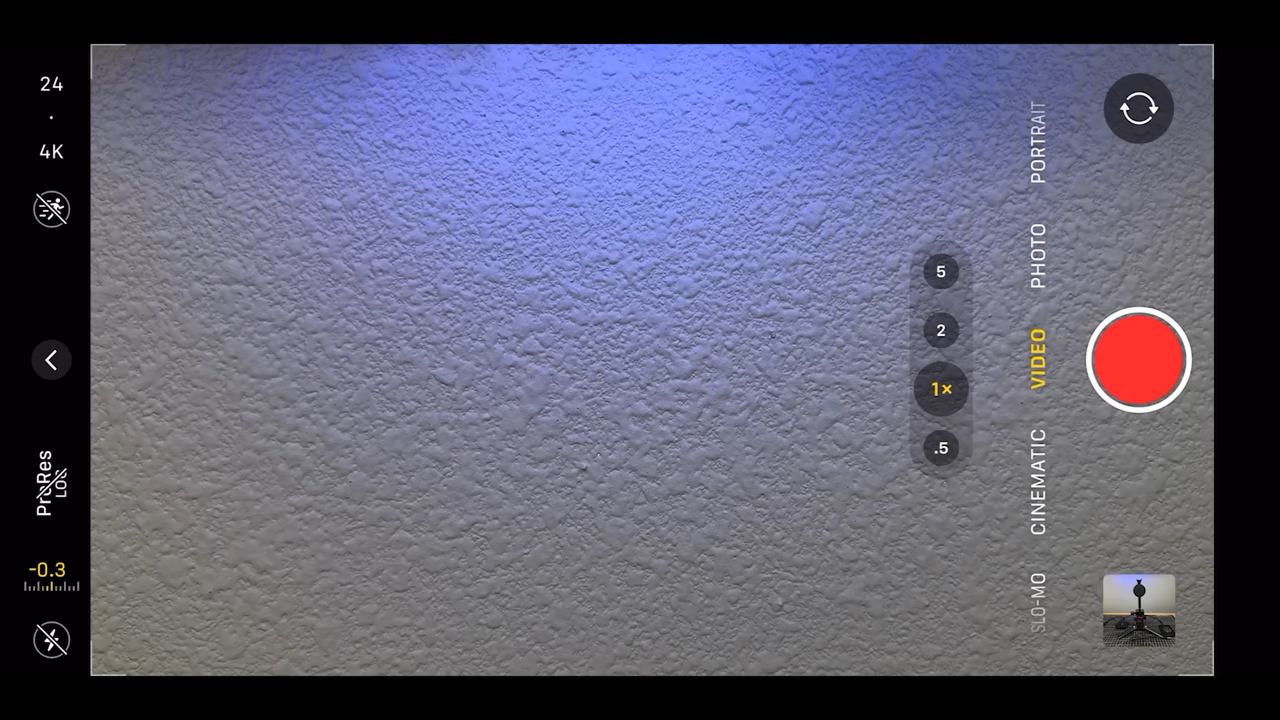 24
4K
ProRes
LOG
-0.3
5
2
1×
.5
PORTRAIT
PHOTO
VIDEO
CINEMATIC
SLO-MO